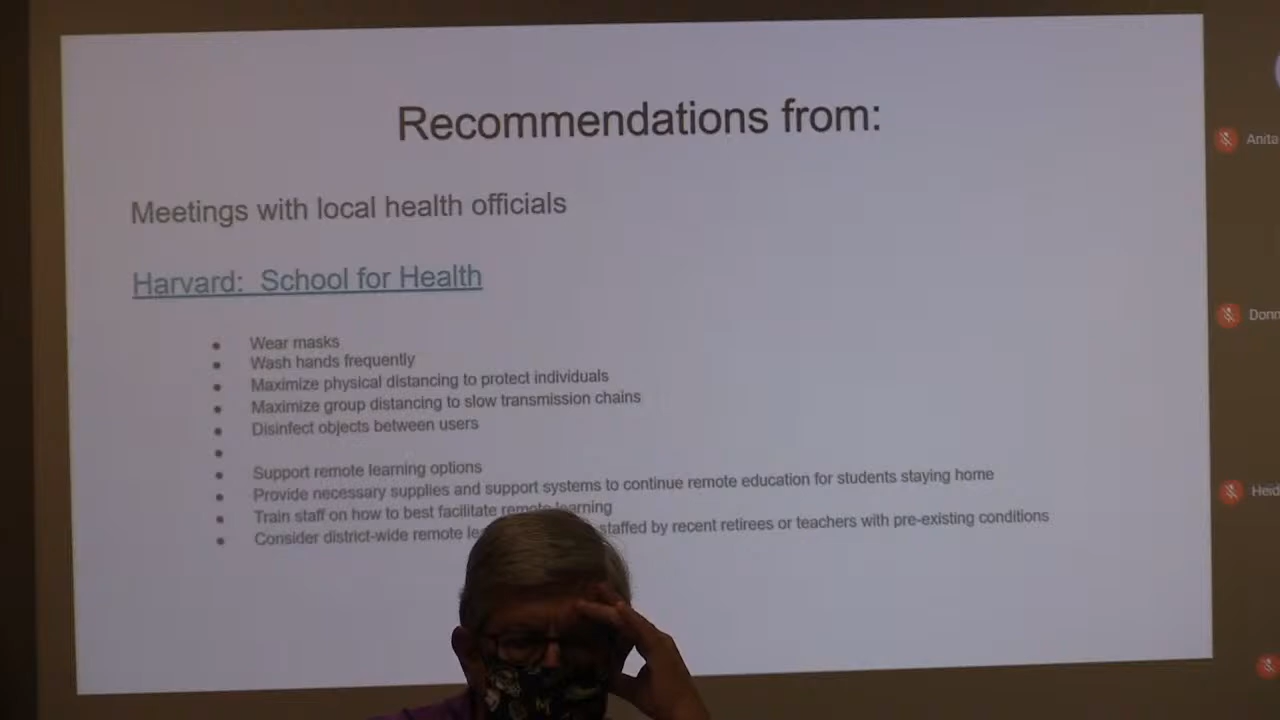 Recommendations from:
Meetings with local health officials
Harvard: School for Health
Wear masks
Wash hands frequently
Maximize physical distancing to protect individuals
Maximize group distancing to slow transmission chains
Disinfect objects between users
Support remote learning options
Provide necessary supplies and support systems to continue remote education for students staying home
Train staff on how to best facilitate remote learning
Consider district-wide remote staffed by recent retirees or teachers with pre-existing conditions
Anita